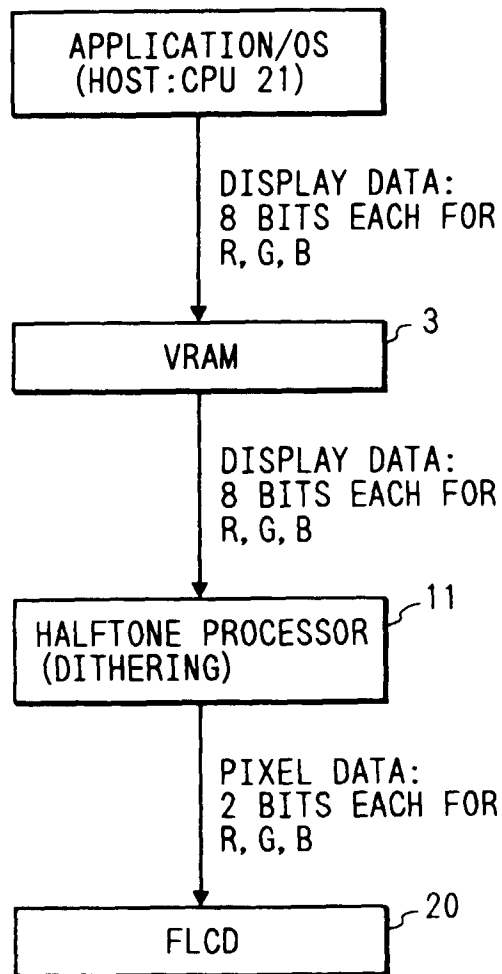 APPLICATION/OS
(HOST:CPU 21)
DISPLAY DATA:
8 BITS EACH FOR
R, G, B
3
VRAM
DISPLAY DATA:
8 BITS EACH FOR
R, G, B
11
HALFTONE PROCESSOR
(DITHERING)
PIXEL DATA:
2 BITS EACH FOR
R, G, B
20
FLCD